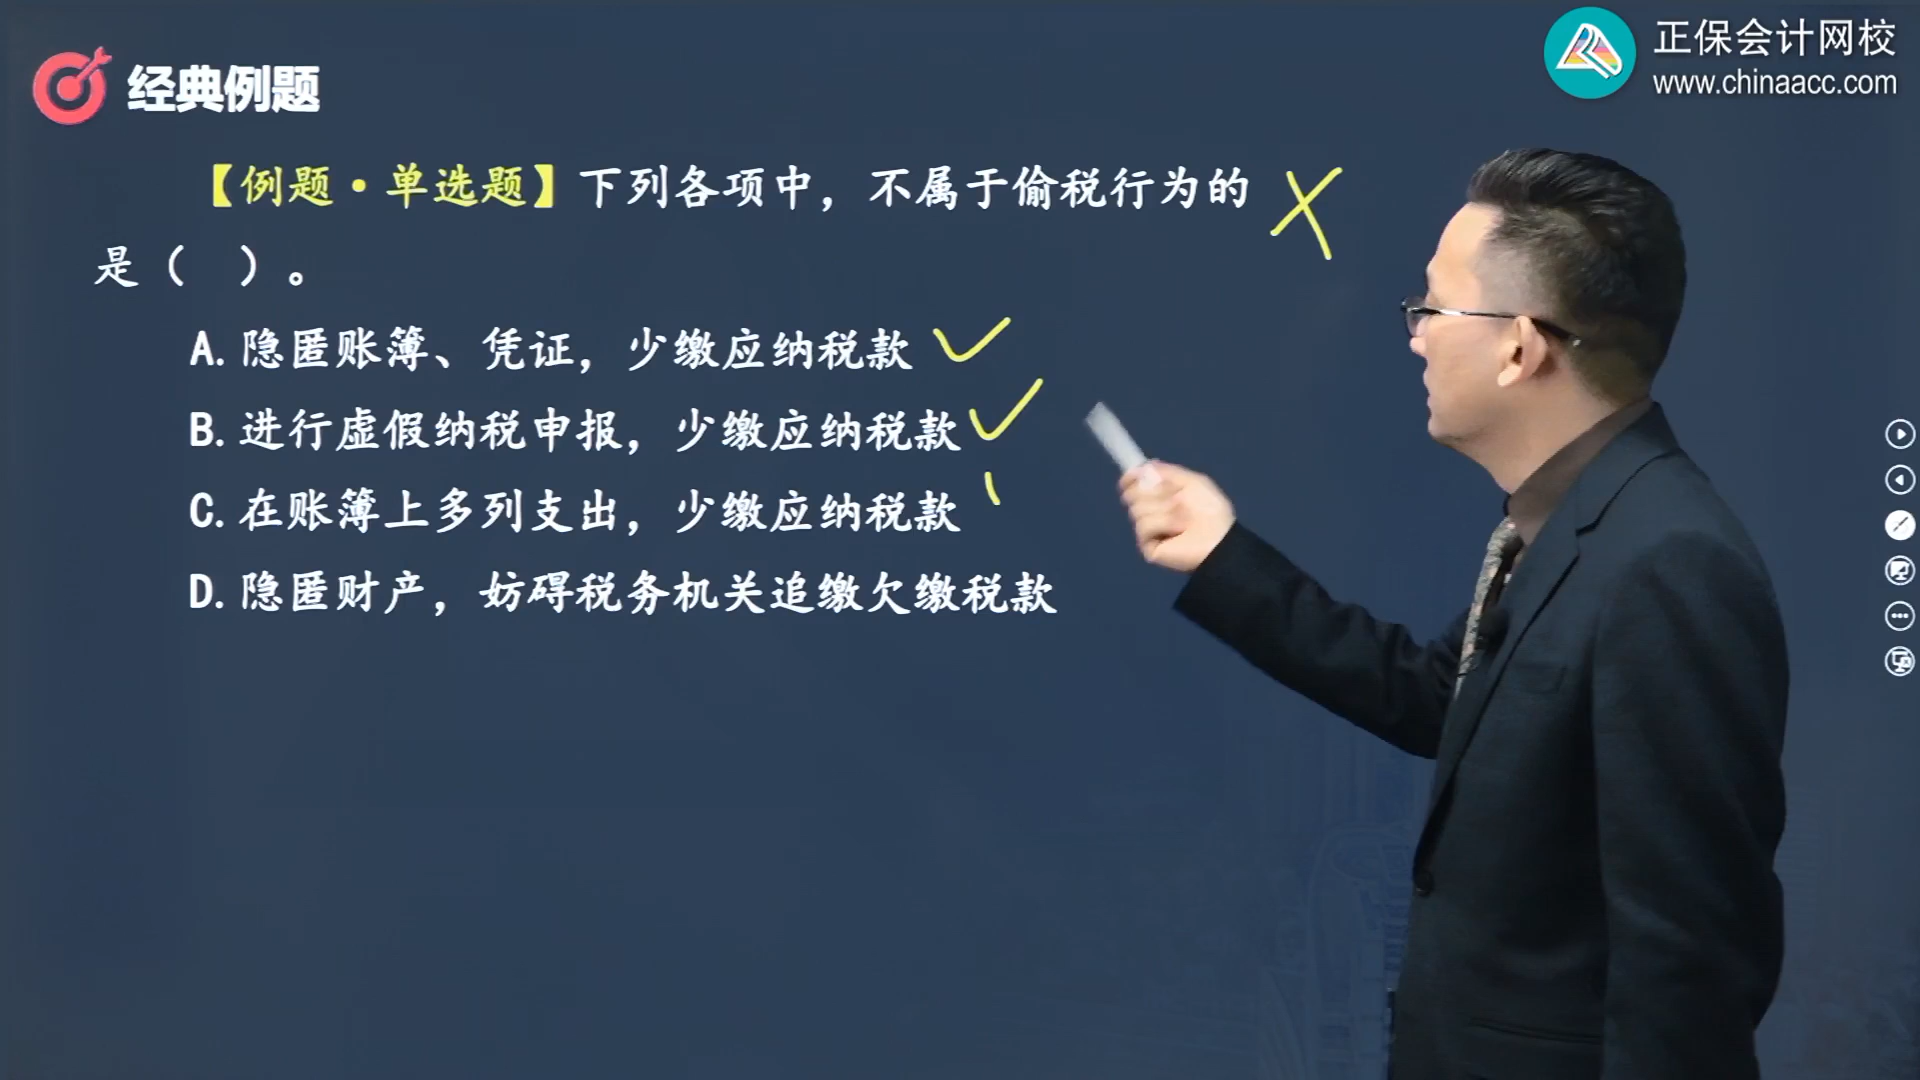 正保会计网校
www.chinaacc.com
经典例题
【例题·单选题】下列各项中，不属于偷税行为的
是（ ）。
A.隐匿账簿、凭证，少缴应纳税款
B.进行虚假纳税申报，少缴应纳税款
C.在账簿上多列支出，少缴应纳税款
D.隐匿财产，妨碍税务机关追缴欠缴税款